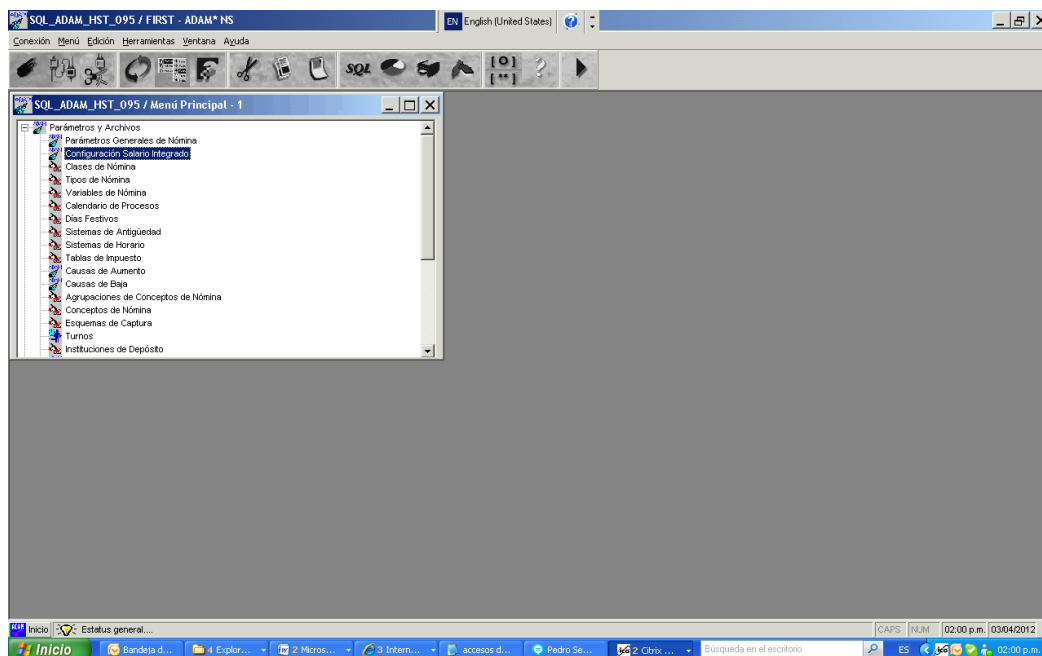 SQL_ADAM_HST_095 / FIRST - ADAM* NS
EN English (United States)
Conexión Menú Edición Herramientas Ventana Ayuda
SQL
SQL_ADAM_HST_095 / Menú Principal - 1
Parámetros y Archivos
Parámetros Generales de Nómina
Configuración Salario Integrado
Clases de Nómina
Tipos de Nómina
Variables de Nómina
Calendario de Procesos
Días Festivos
Sistemas de Antigüedad
Sistemas de Horario
Tablas de Impuesto
Causas de Aumento
Causas de Baja
Agrupaciones de Conceptos de Nómina
Conceptos de Nómina
Esquemas de Captura
Turnos
Instituciones de Depósito
Inicio Estatus general.... CAPS NUM 02:00 p.m. 03/04/2012
Inicio Bandeja d... 4 Explor... 2 Micros... 3 Intern... accesos d... Pedro Se... 2 Citrix ... Búsqueda en el escritorio ES 02:00 p.m.